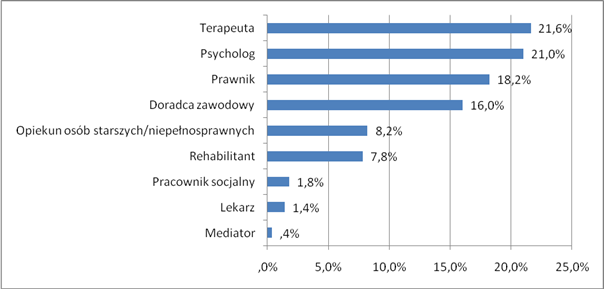 Terapeuta 21,6%
Psycholog 21,0%
Prawnik 18,2%
Doradca zawodowy 16,0%
Opiekun osób starszych/niepełnosprawnych 8,2%
Rehabilitant 7,8%
Pracownik socjalny 1,8%
Lekarz 1,4%
Mediator ,4%
,0% 5,0% 10,0% 15,0% 20,0% 25,0%